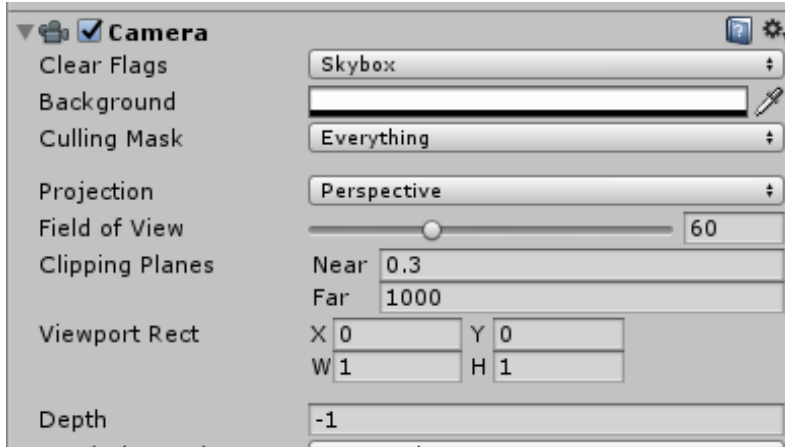 Camera
Clear Flags Skybox
Background
Culling Mask Everything
Projection Perspective
Field of View 60
Clipping Planes Near 0.3
Far 1000
Viewport Rect X 0 Y 0
W 1 H 1
Depth -1